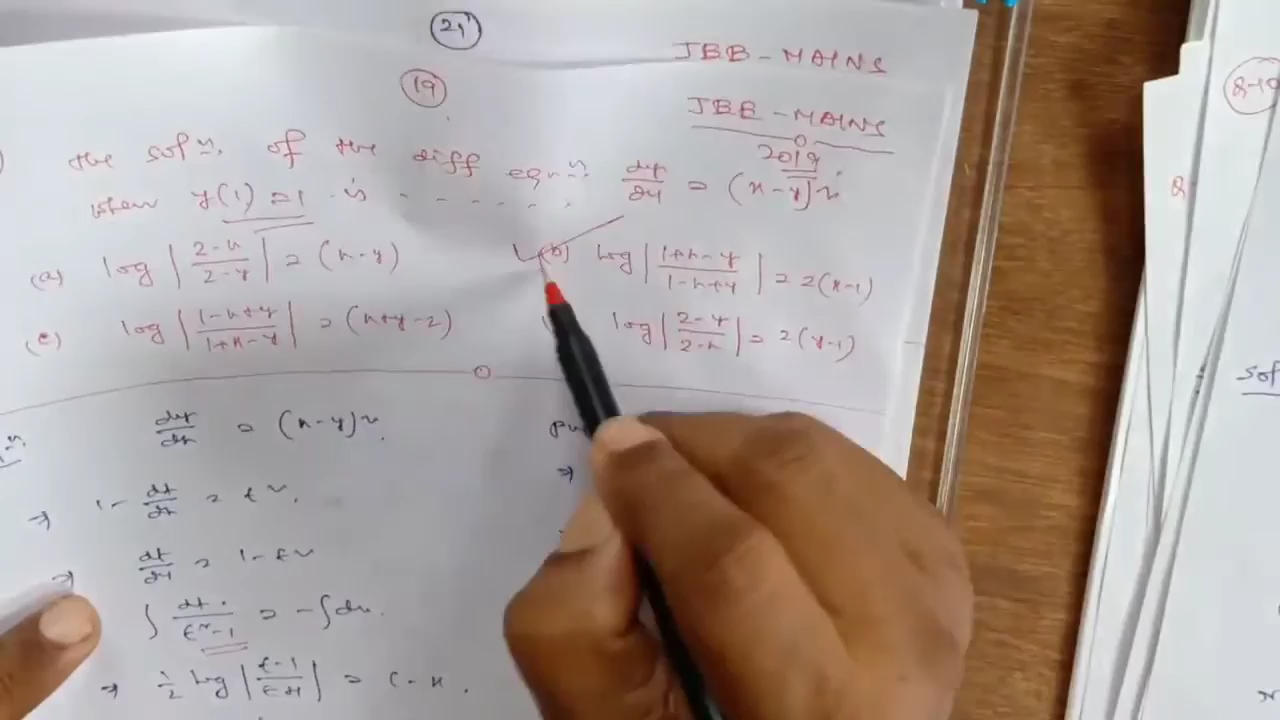 21
JEE-MAINS
19
JEE-MAINS
2019
the solⁿ. of the diff eqnⁿ dy/dx = (x-y)²
when y(1)=1 is .......
(a) log |2-x/2-y| = (x-y)
(b) log |1+x-y/1-x+y| = 2(x-1)
(c) log |1-x+y/1+x-y| = (x+y-2)
log |2-y/2-x| = 2(y-1)
dy/dx = (x-y)².
⇒ 1 - dt/dx = t².
⇒ dt/dx = 1-t²
∫ dt/t²-1 = -∫dx.
⇒ 1/2 log |t-1/t+1| = c-x.